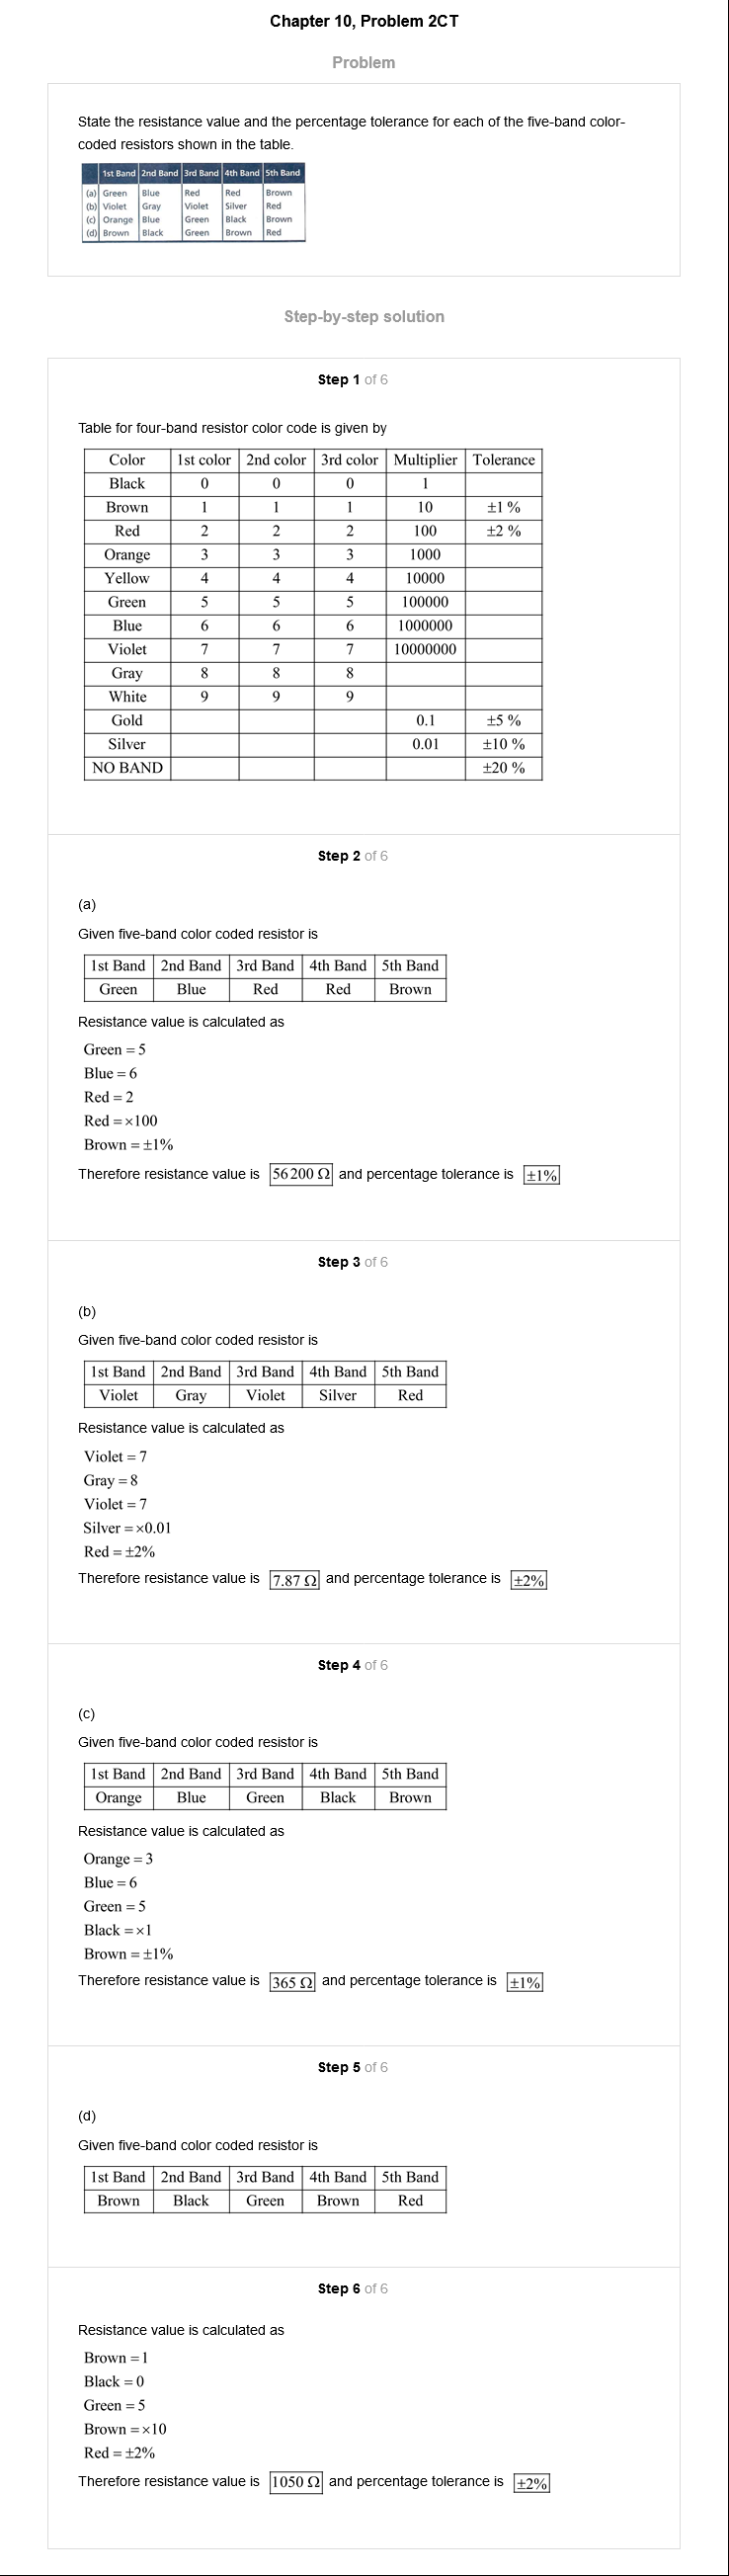 Chapter 10, Problem 2CT
Problem
State the resistance value and the percentage tolerance for each of the five-band color-
coded resistors shown in the table.
1st Band 2nd Band 3rd Band 4th Band 5th Band
(a) Green Blue Red Red Brown
(b) Violet Gray Violet Silver Red
(c) Orange Blue Green Black Brown
(d) Brown Black Green Brown Red
Step-by-step solution
Step 1 of 6
Table for four-band resistor color code is given by
Color 1st color 2nd color 3rd color Multiplier Tolerance
Black 0 0 0 1
Brown 1 1 1 10 ±1 %
Red 2 2 2 100 ±2 %
Orange 3 3 3 1000
Yellow 4 4 4 10000
Green 5 5 5 100000
Blue 6 6 6 1000000
Violet 7 7 7 10000000
Gray 8 8 8
White 9 9 9
Gold 0.1 ±5 %
Silver 0.01 ±10 %
NO BAND ±20 %
Step 2 of 6
(a)
Given five-band color coded resistor is
1st Band 2nd Band 3rd Band 4th Band 5th Band
Green Blue Red Red Brown
Resistance value is calculated as
Green = 5
Blue = 6
Red = 2
Red = ×100
Brown = ±1%
Therefore resistance value is 56200 Ω and percentage tolerance is ±1%
Step 3 of 6
(b)
Given five-band color coded resistor is
1st Band 2nd Band 3rd Band 4th Band 5th Band
Violet Gray Violet Silver Red
Resistance value is calculated as
Violet = 7
Gray = 8
Violet = 7
Silver = ×0.01
Red = ±2%
Therefore resistance value is 7.87 Ω and percentage tolerance is ±2%
Step 4 of 6
(c)
Given five-band color coded resistor is
1st Band 2nd Band 3rd Band 4th Band 5th Band
Orange Blue Green Black Brown
Resistance value is calculated as
Orange = 3
Blue = 6
Green = 5
Black = ×1
Brown = ±1%
Therefore resistance value is 365 Ω and percentage tolerance is ±1%
Step 5 of 6
(d)
Given five-band color coded resistor is
1st Band 2nd Band 3rd Band 4th Band 5th Band
Brown Black Green Brown Red
Step 6 of 6
Resistance value is calculated as
Brown = 1
Black = 0
Green = 5
Brown = ×10
Red = ±2%
Therefore resistance value is 1050 Ω and percentage tolerance is ±2%